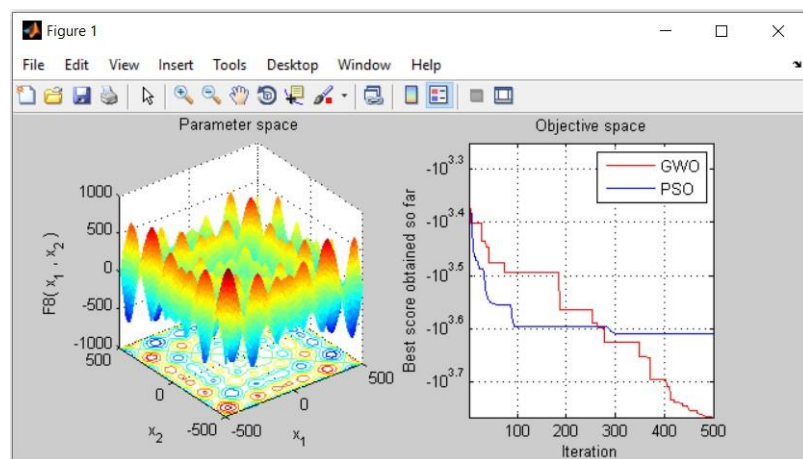 Figure 1
File Edit View Insert Tools Desktop Window Help
Parameter space
F8( x₁ , x₂ )
1000
500
0
-500
-1000
500
0
-500
x₂
-500
0
500
x₁
Objective space
Best score obtained so far
-10^3.3
-10^3.4
-10^3.5
-10^3.6
-10^3.7
GWO
PSO
100 200 300 400 500
Iteration